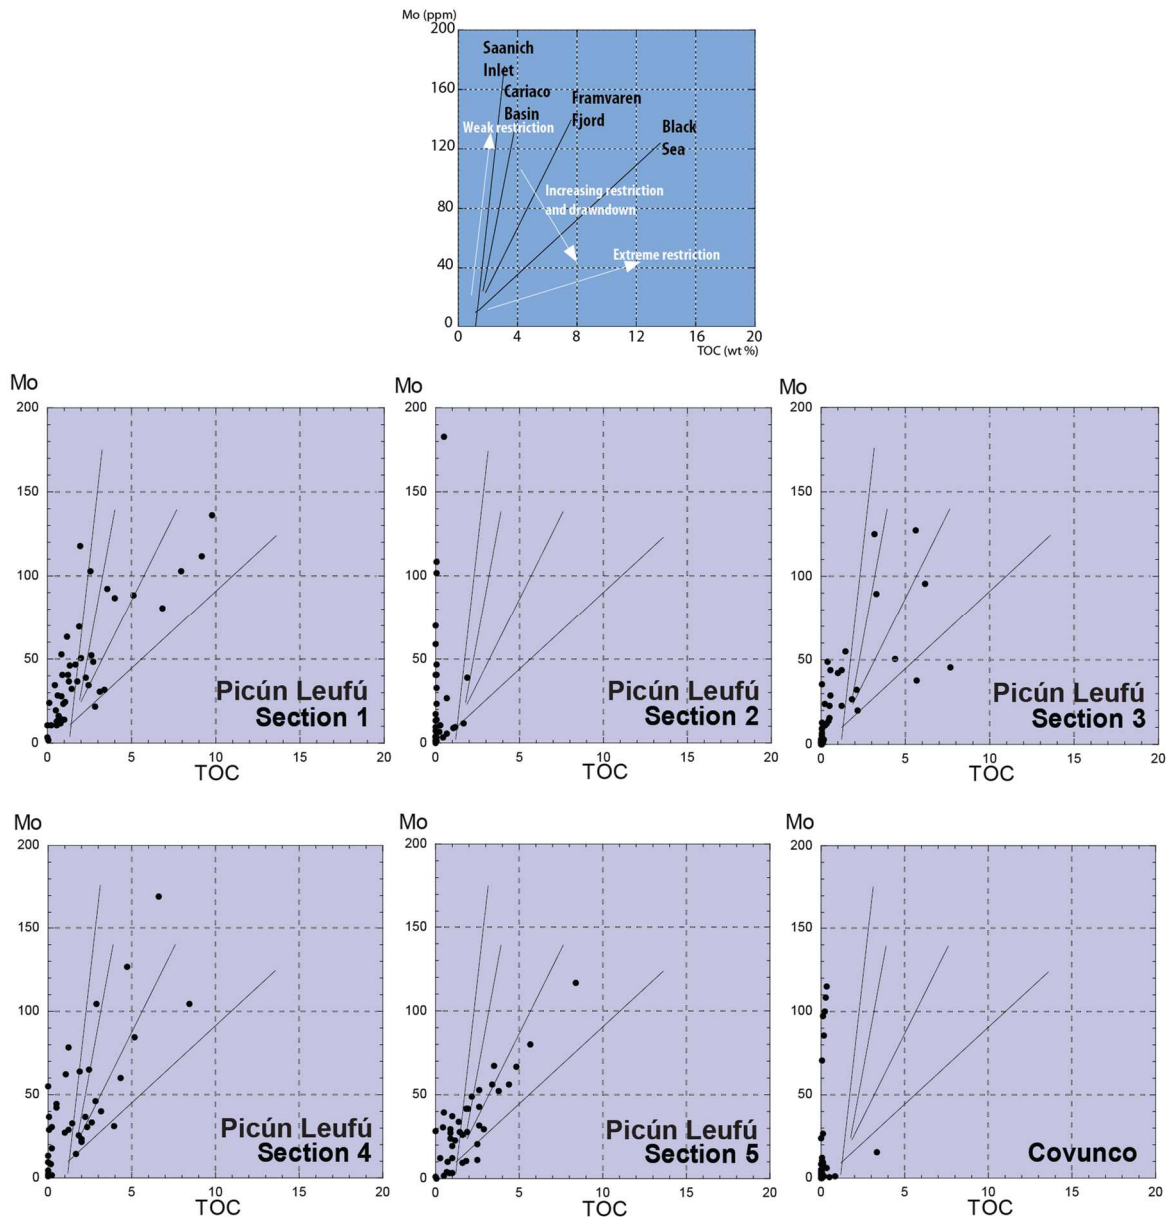 Mo (ppm)
200
160
120
80
40
0
0 4 8 12 16 20
TOC (wt %)
Saanich
Inlet
Cariaco
Basin
Framvaren
Fjord
Black
Sea
Weak restriction
Increasing restriction
and drawndown
Extreme restriction
Mo
200
150
100
50
0
0 5 10 15 20
TOC
Picún Leufú
Section 1
Mo
200
150
100
50
0
0 5 10 15 20
TOC
Picún Leufú
Section 2
Mo
200
150
100
50
0
0 5 10 15 20
TOC
Picún Leufú
Section 3
Mo
200
150
100
50
0
0 5 10 15 20
TOC
Picún Leufú
Section 4
Mo
200
150
100
50
0
0 5 10 15 20
TOC
Picún Leufú
Section 5
Mo
200
150
100
50
0
0 5 10 15 20
TOC
Covunco